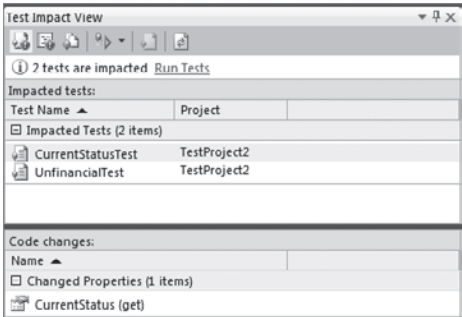 Test Impact View
2 tests are impacted Run Tests
Impacted tests:
Test Name Project
Impacted Tests (2 items)
CurrentStatusTest TestProject2
UnfinancialTest TestProject2
Code changes:
Name
Changed Properties (1 items)
CurrentStatus (get)